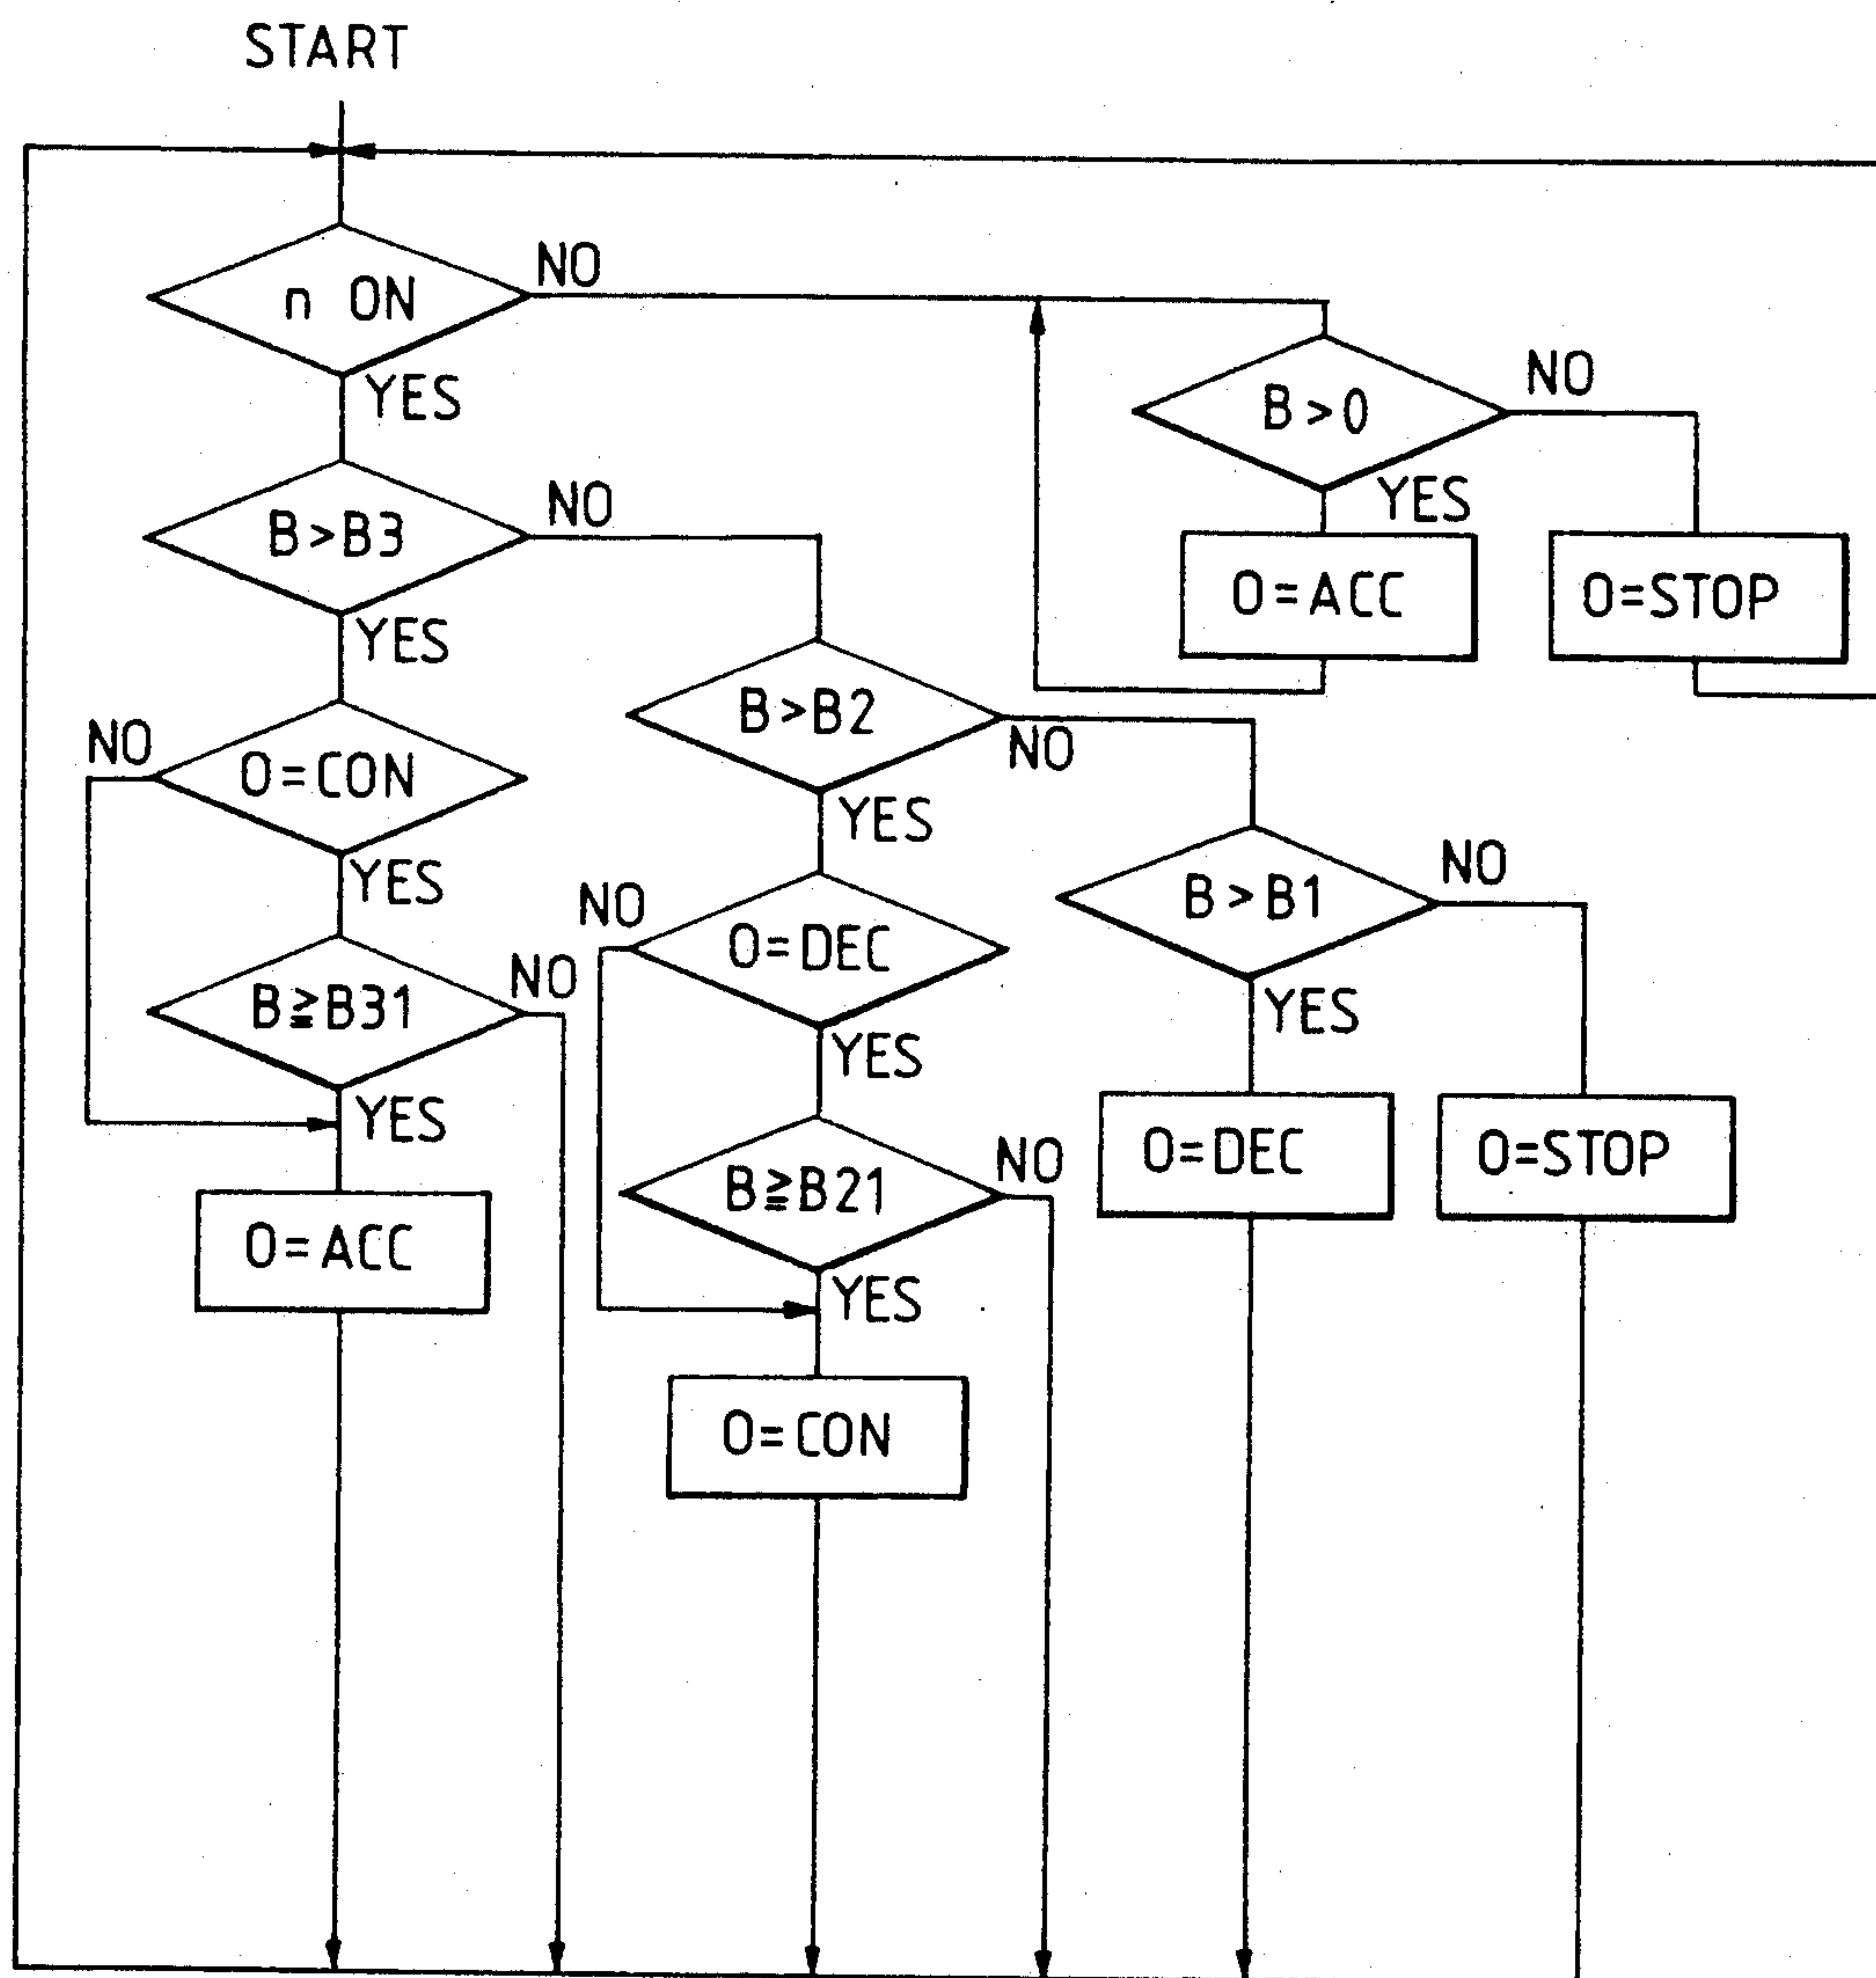 START
n ON
NO
YES
B>0
NO
YES
O=ACC
O=STOP
B>B3
NO
YES
O=CON
NO
YES
B≧B31
NO
YES
O=ACC
B>B2
NO
YES
O=DEC
NO
YES
B≧B21
NO
YES
O=CON
B>B1
NO
YES
O=DEC
O=STOP